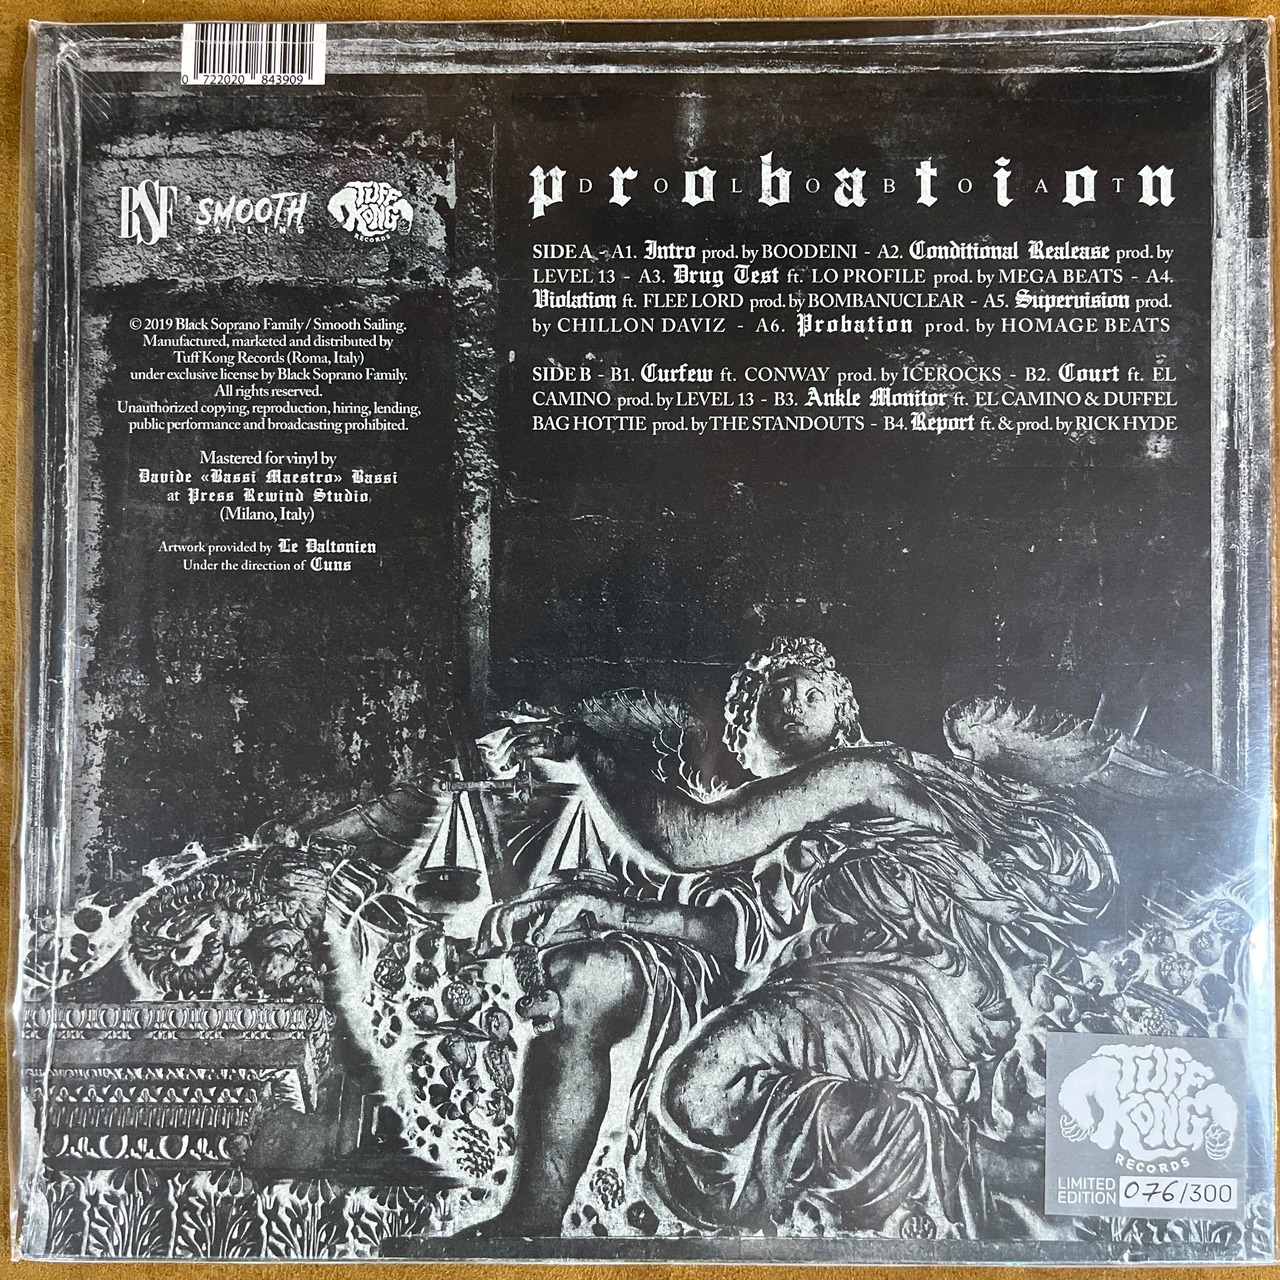 0 722020 843909
BSF
SMOOTH
SAILING
TUFF
KONG
RECORDS
© 2019 Black Soprano Family / Smooth Sailing.
Manufactured, marketed and distributed by
Tuff Kong Records (Roma, Italy)
under exclusive license by Black Soprano Family.
All rights reserved.
Unauthorized copying, reproduction, hiring, lending,
public performance and broadcasting prohibited.
Mastered for vinyl by
Davide «Bassi Maestro» Bassi
at Press Rewind Studio
(Milano, Italy)
Artwork provided by Le Daltonien
Under the direction of Cuns
probation
DOLOBOAT
SIDE A - A1. Intro prod. by BOODEINI - A2. Conditional Realease prod. by
LEVEL 13 - A3. Drug Test ft. LO PROFILE prod. by MEGA BEATS - A4.
Violation ft. FLEE LORD prod. by BOMBANUCLEAR - A5. Supervision prod.
by CHILLON DAVIZ - A6. Probation prod. by HOMAGE BEATS
SIDE B - B1. Curfew ft. CONWAY prod. by ICEROCKS - B2. Court ft. EL
CAMINO prod. by LEVEL 13 - B3. Ankle Monitor ft. EL CAMINO & DUFFEL
BAG HOTTIE prod. by THE STANDOUTS - B4. Report ft. & prod. by RICK HYDE
TUFF
KONG
RECORDS
LIMITED
EDITION 076/300